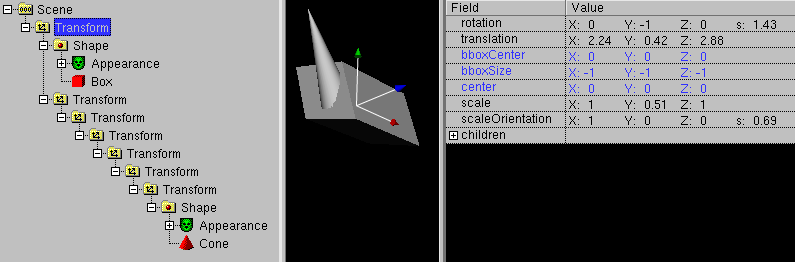 Scene
Transform
Shape
Appearance
Box
Transform
Transform
Transform
Transform
Transform
Transform
Shape
Appearance
Cone
Field Value
rotation X: 0 Y: -1 Z: 0 s: 1.43
translation X: 2.24 Y: 0.42 Z: 2.88
bboxCenter X: 0 Y: 0 Z: 0
bboxSize X: -1 Y: -1 Z: -1
center X: 0 Y: 0 Z: 0
scale X: 1 Y: 0.51 Z: 1
scaleOrientation X: 1 Y: 0 Z: 0 s: 0.69
children